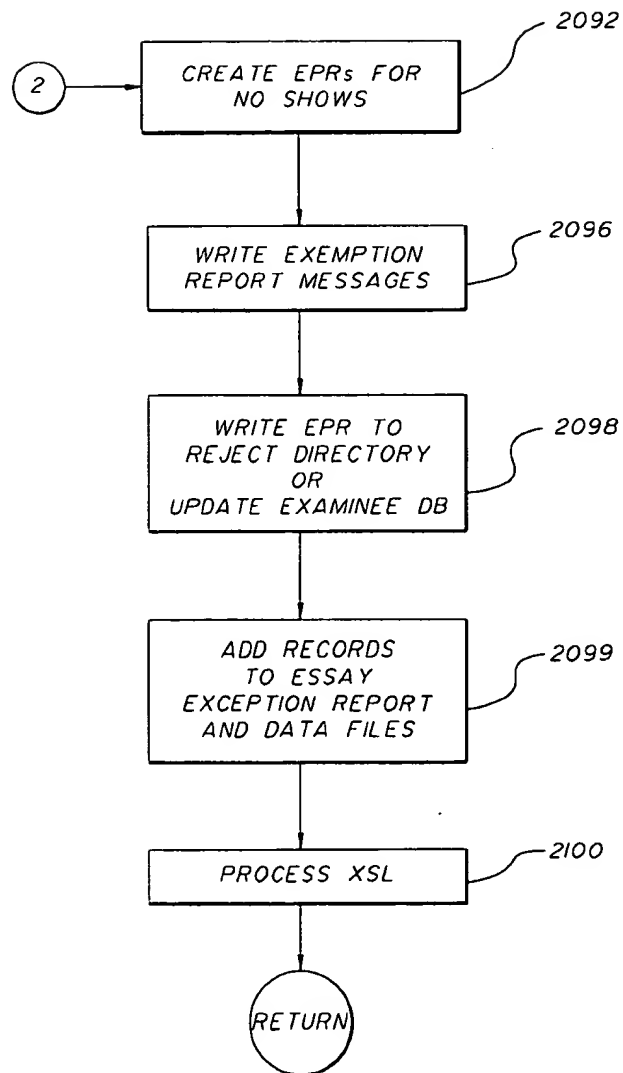 2092
2
CREATE EPRs FOR
NO SHOWS
2096
WRITE EXEMPTION
REPORT MESSAGES
2098
WRITE EPR TO
REJECT DIRECTORY
OR
UPDATE EXAMINEE DB
2099
ADD RECORDS
TO ESSAY
EXCEPTION REPORT
AND DATA FILES
2100
PROCESS XSL
RETURN